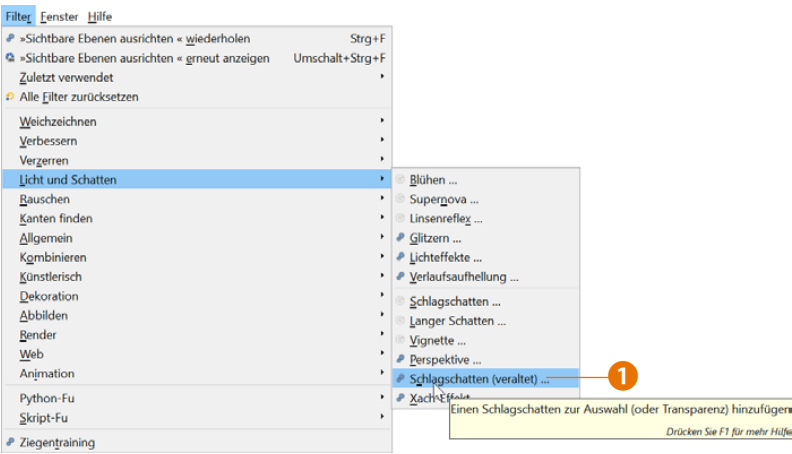 Filter Fenster Hilfe
»Sichtbare Ebenen ausrichten « wiederholen Strg+F
»Sichtbare Ebenen ausrichten « erneut anzeigen Umschalt+Strg+F
Zuletzt verwendet
Alle Filter zurücksetzen
Weichzeichnen
Verbessern
Verzerren
Licht und Schatten
Rauschen
Kanten finden
Allgemein
Kombinieren
Künstlerisch
Dekoration
Abbilden
Render
Web
Animation
Python-Fu
Skript-Fu
Ziegentraining
Blühen ...
Supernova ...
Linsenreflex ...
Glitzern ...
Lichteffekte ...
Verlaufsaufhellung ...
Schlagschatten ...
Langer Schatten ...
Vignette ...
Perspektive ...
Schlagschatten (veraltet) ...
1
Xach-Effekt
Einen Schlagschatten zur Auswahl (oder Transparenz) hinzufügen
Drücken Sie F1 für mehr Hilfe